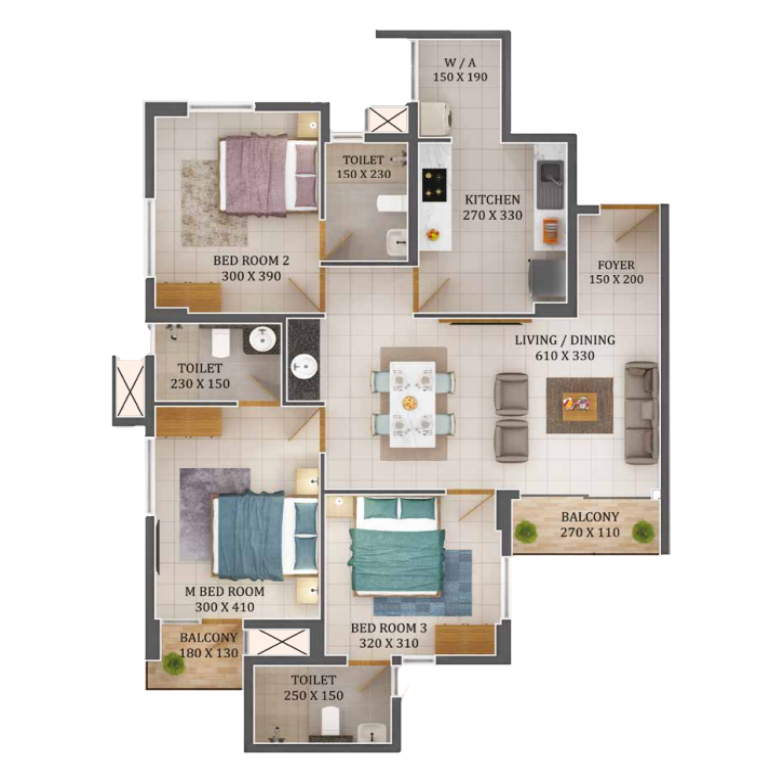 W / A
150 X 190
TOILET
150 X 230
KITCHEN
270 X 330
BED ROOM 2
300 X 390
FOYER
150 X 200
LIVING / DINING
610 X 330
TOILET
230 X 150
BALCONY
270 X 110
M BED ROOM
300 X 410
BED ROOM 3
320 X 310
BALCONY
180 X 130
TOILET
250 X 150